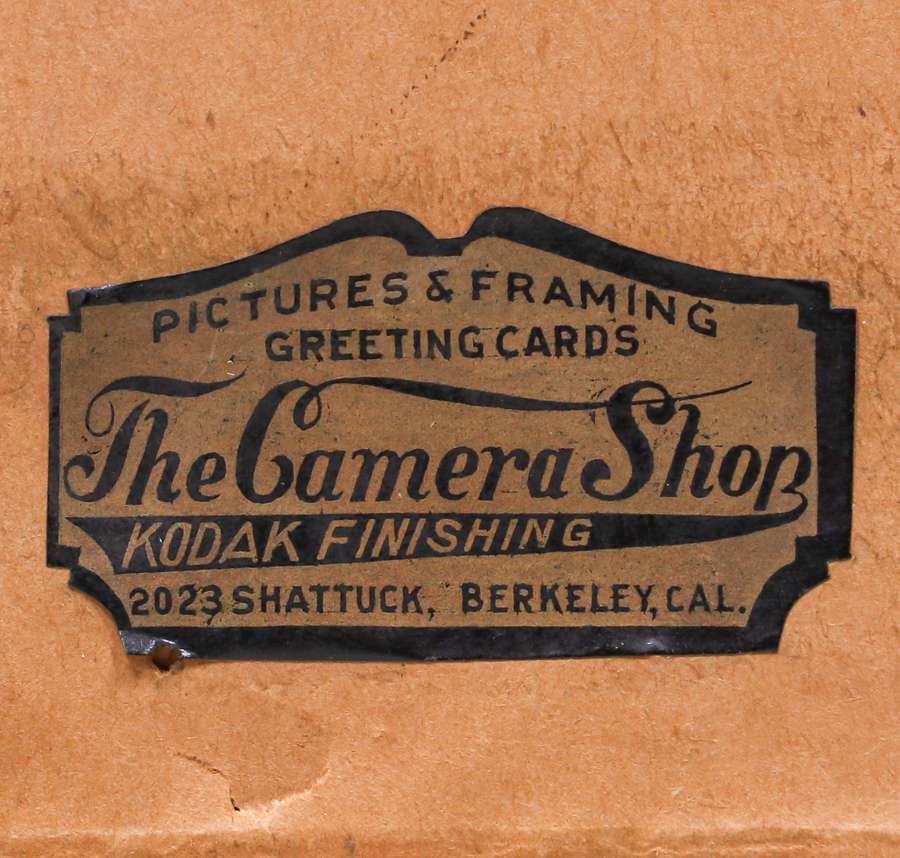 PICTURES & FRAMING
GREETING CARDS
The Camera Shop
KODAK FINISHING
2023 SHATTUCK, BERKELEY, CAL.